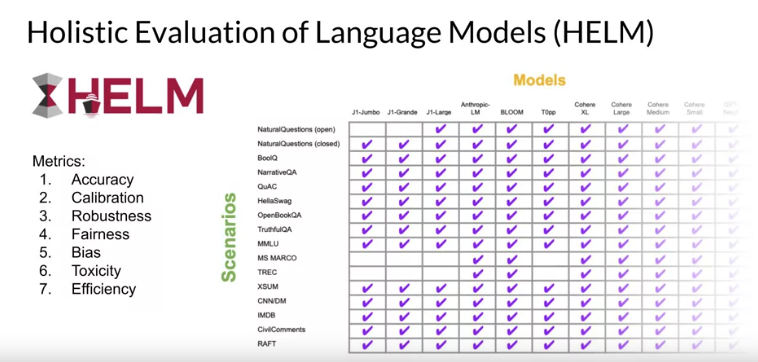 Holistic Evaluation of Language Models (HELM)
HELM
Metrics:
1. Accuracy
2. Calibration
3. Robustness
4. Fairness
5. Bias
6. Toxicity
7. Efficiency
Models
J1-Jumbo J1-Grande J1-Large Anthropic-LM BLOOM T0pp Cohere XL Cohere Large Cohere Medium Cohere Small
Scenarios
NaturalQuestions (open)
NaturalQuestions (closed)
BoolQ
NarrativeQA
QuAC
HellaSwag
OpenBookQA
TruthfulQA
MMLU
MS MARCO
TREC
XSUM
CNN/DM
IMDB
CivilComments
RAFT